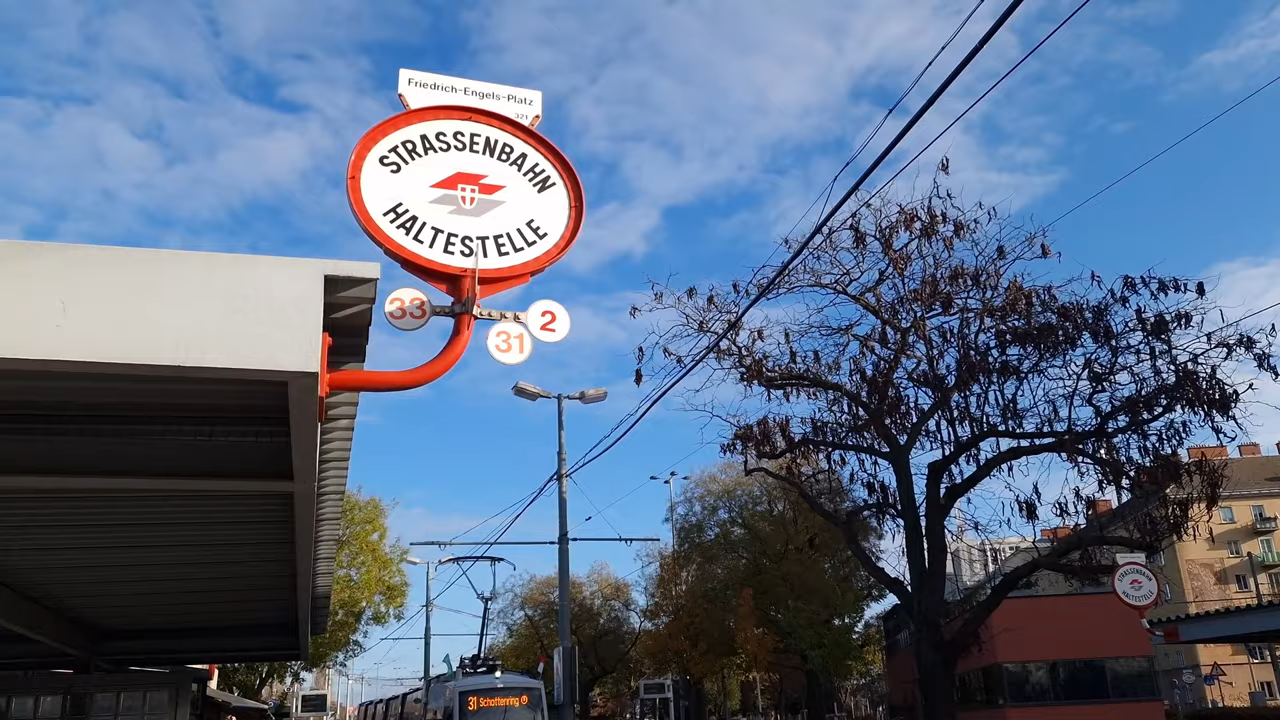 Friedrich-Engels-Platz
321
STRASSENBAHN
HALTESTELLE
33
31
2
31 Schottenring
STRASSENBAHN
HALTESTELLE